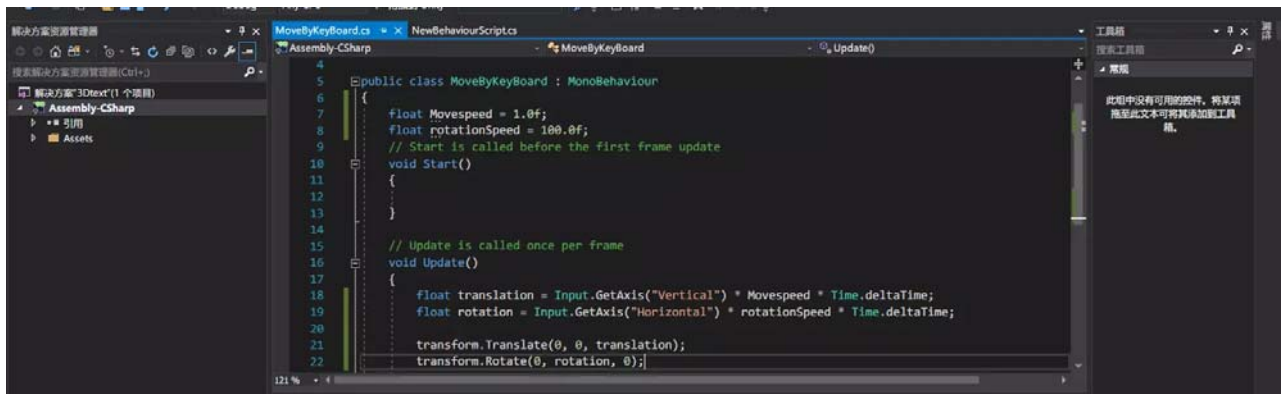 解决方案资源管理器
搜索解决方案资源管理器(Ctrl+;)
解决方案"3Dtext"(1 个项目)
Assembly-CSharp
引用
Assets
MoveByKeyBoard.cs
NewBehaviourScript.cs
Assembly-CSharp
MoveByKeyBoard
Update()
4
5 public class MoveByKeyBoard : MonoBehaviour
6 {
7 float Movespeed = 1.0f;
8 float rotationSpeed = 100.0f;
9 // Start is called before the first frame update
10 void Start()
11 {
12
13 }
14
15 // Update is called once per frame
16 void Update()
17 {
18 float translation = Input.GetAxis("Vertical") * Movespeed * Time.deltaTime;
19 float rotation = Input.GetAxis("Horizontal") * rotationSpeed * Time.deltaTime;
20
21 transform.Translate(0, 0, translation);
22 transform.Rotate(0, rotation, 0);
121 %
工具箱
搜索工具箱
常规
此组中没有可用的控件。将某项
拖至此文本可将其添加到工具
箱。